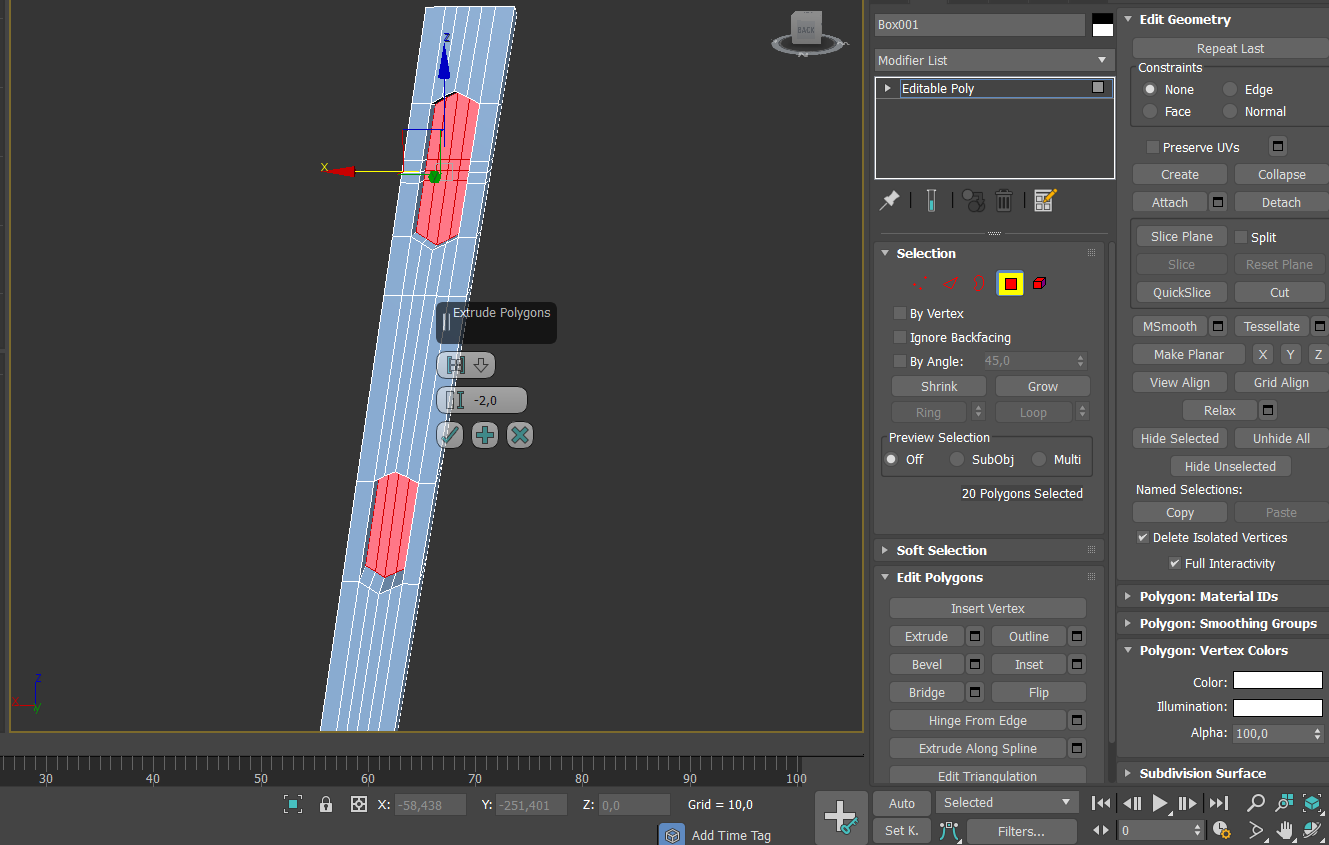 BACK
Z
X
Extrude Polygons
-2,0
Z
30 40 50 60 70 80 90 100
X: -58,438 Y: -251,401 Z: 0,0 Grid = 10,0
Add Time Tag
Box001
Modifier List
Editable Poly
Selection
By Vertex
Ignore Backfacing
By Angle: 45,0
Shrink Grow
Ring Loop
Preview Selection
Off SubObj Multi
20 Polygons Selected
Soft Selection
Edit Polygons
Insert Vertex
Extrude Outline
Bevel Inset
Bridge Flip
Hinge From Edge
Extrude Along Spline
Edit Triangulation
Edit Geometry
Repeat Last
Constraints
None Edge
Face Normal
Preserve UVs
Create Collapse
Attach Detach
Slice Plane Split
Slice Reset Plane
QuickSlice Cut
MSmooth Tessellate
Make Planar X Y Z
View Align Grid Align
Relax
Hide Selected Unhide All
Hide Unselected
Named Selections:
Copy Paste
Delete Isolated Vertices
Full Interactivity
Polygon: Material IDs
Polygon: Smoothing Groups
Polygon: Vertex Colors
Color:
Illumination:
Alpha: 100,0
Subdivision Surface
Auto Selected
Set K. Filters... 0